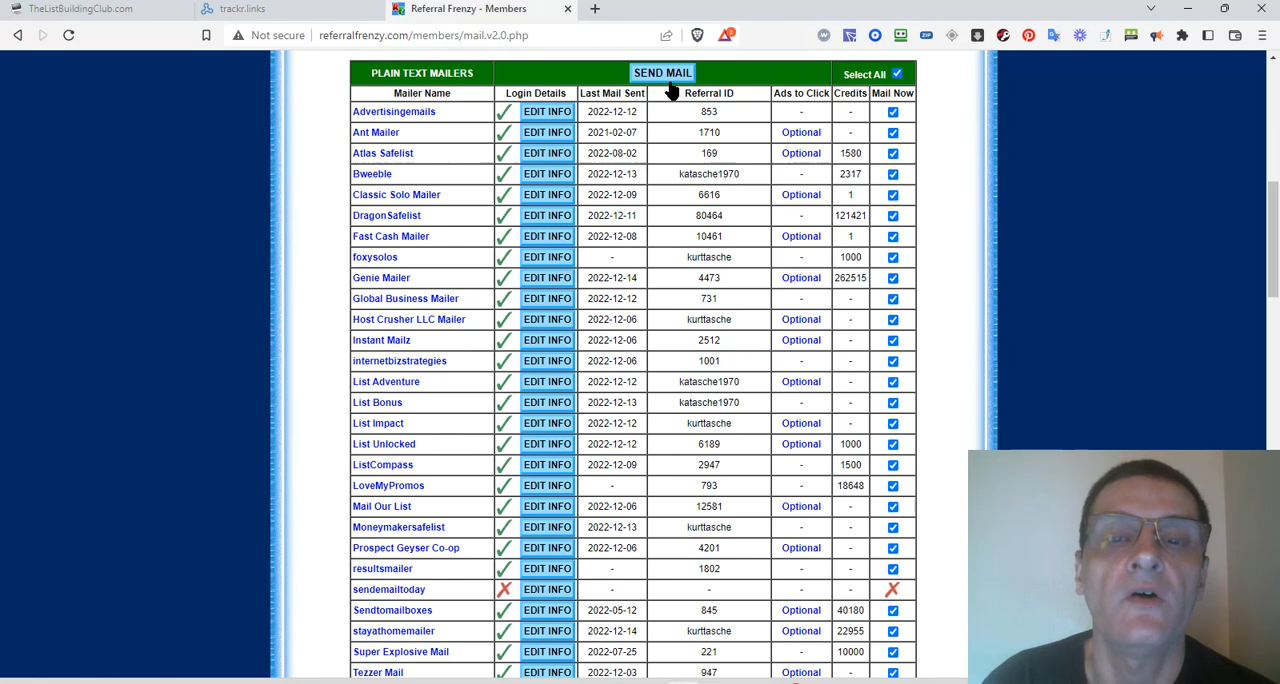 TheListBuildingClub.com
trackr.links
Referral Frenzy - Members
Not secure
referralfrenzy.com/members/mail.v2.0.php
PLAIN TEXT MAILERS SEND MAIL Select All
Mailer Name Login Details Last Mail Sent Referral ID Ads to Click Credits Mail Now
Advertisingemails EDIT INFO 2022-12-12 853 - -
Ant Mailer EDIT INFO 2021-02-07 1710 Optional -
Atlas Safelist EDIT INFO 2022-08-02 169 Optional 1580
Bweeble EDIT INFO 2022-12-13 katasche1970 - 2317
Classic Solo Mailer EDIT INFO 2022-12-09 6616 Optional 1
DragonSafelist EDIT INFO 2022-12-11 80464 - 121421
Fast Cash Mailer EDIT INFO 2022-12-08 10461 Optional 1
foxysolos EDIT INFO - kurttasche - 1000
Genie Mailer EDIT INFO 2022-12-14 4473 Optional 262515
Global Business Mailer EDIT INFO 2022-12-12 731 - -
Host Crusher LLC Mailer EDIT INFO 2022-12-06 kurttasche Optional -
Instant Mailz EDIT INFO 2022-12-06 2512 Optional -
internetbizstrategies EDIT INFO 2022-12-06 1001 - -
List Adventure EDIT INFO 2022-12-12 katasche1970 Optional -
List Bonus EDIT INFO 2022-12-13 katasche1970 - -
List Impact EDIT INFO 2022-12-12 kurttasche Optional -
List Unlocked EDIT INFO 2022-12-12 6189 Optional 1000
ListCompass EDIT INFO 2022-12-09 2947 - 1500
LoveMyPromos EDIT INFO - 793 - 18648
Mail Our List EDIT INFO 2022-12-06 12581 Optional -
Moneymakersafelist EDIT INFO 2022-12-13 kurttasche - -
Prospect Geyser Co-op EDIT INFO 2022-12-06 4201 Optional -
resultsmailer EDIT INFO - 1802 - -
sendemailtoday EDIT INFO - - - -
Sendtomailboxes EDIT INFO 2022-05-12 845 Optional 40180
stayathomemailer EDIT INFO 2022-12-14 kurttasche Optional 22955
Super Explosive Mail EDIT INFO 2022-07-25 221 - 10000
Tezzer Mail EDIT INFO 2022-12-03 947 Optional -